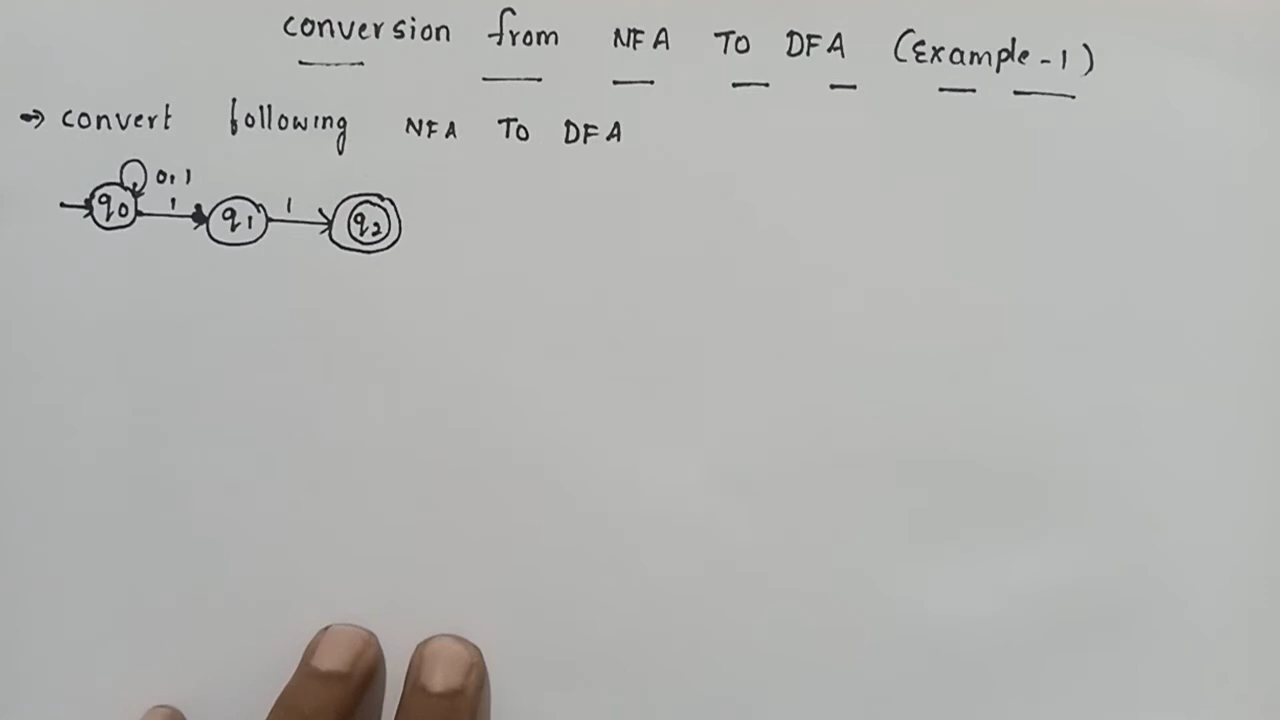 conversion from NFA TO DFA (Example-1)
⇒ convert following NFA TO DFA
0,1
q0 1 q1 1 q2